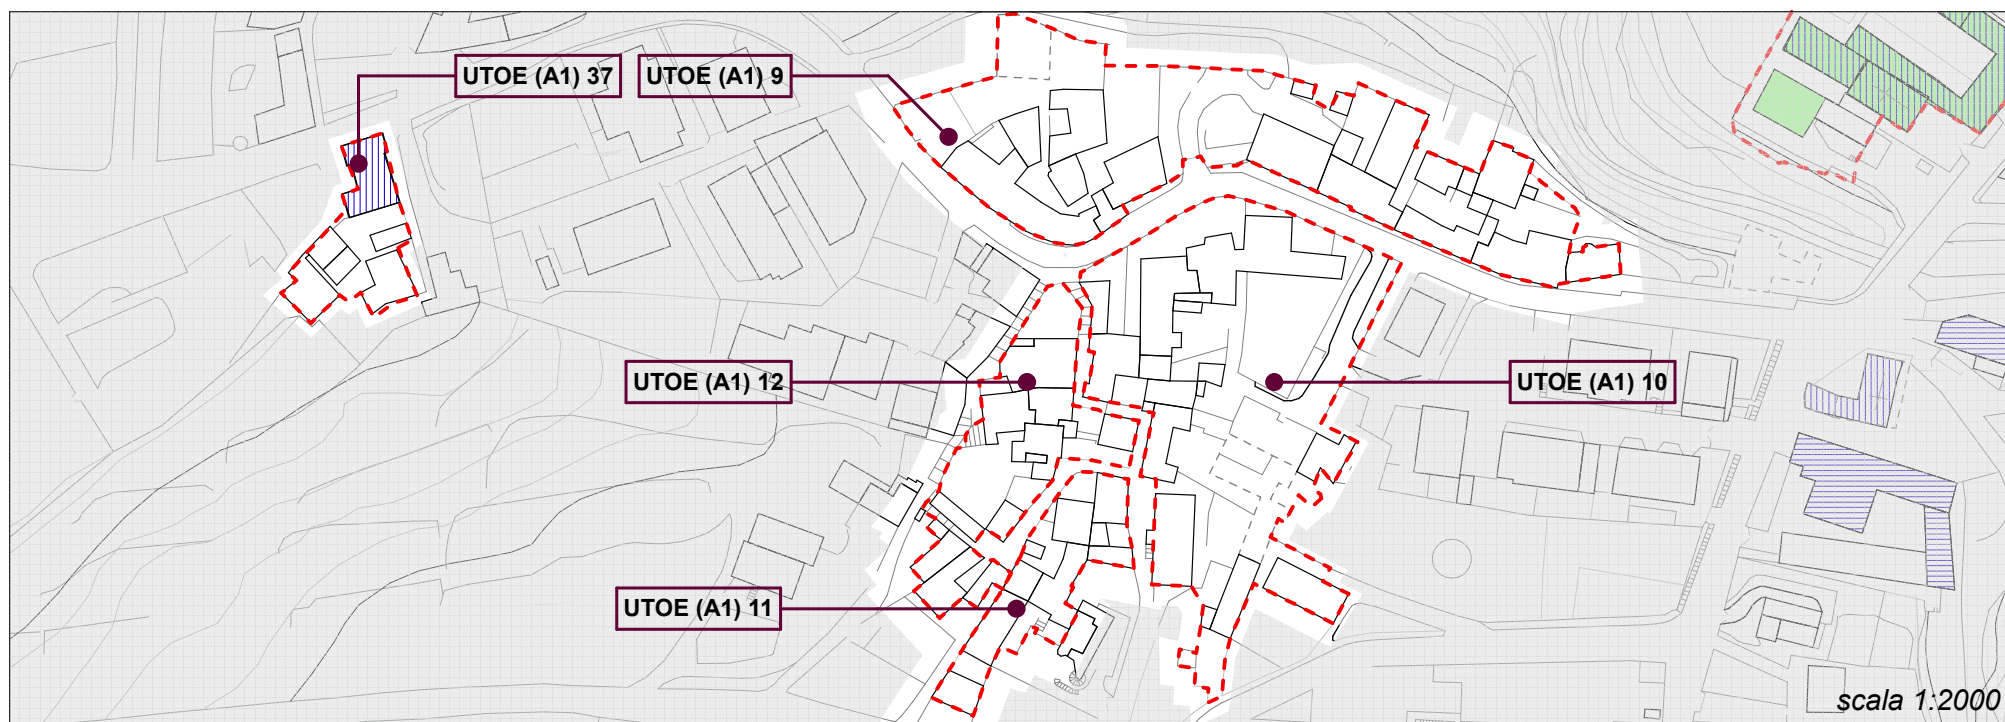 UTOE (A1) 37
UTOE (A1) 9
UTOE (A1) 12
UTOE (A1) 10
UTOE (A1) 11
scala 1:2000